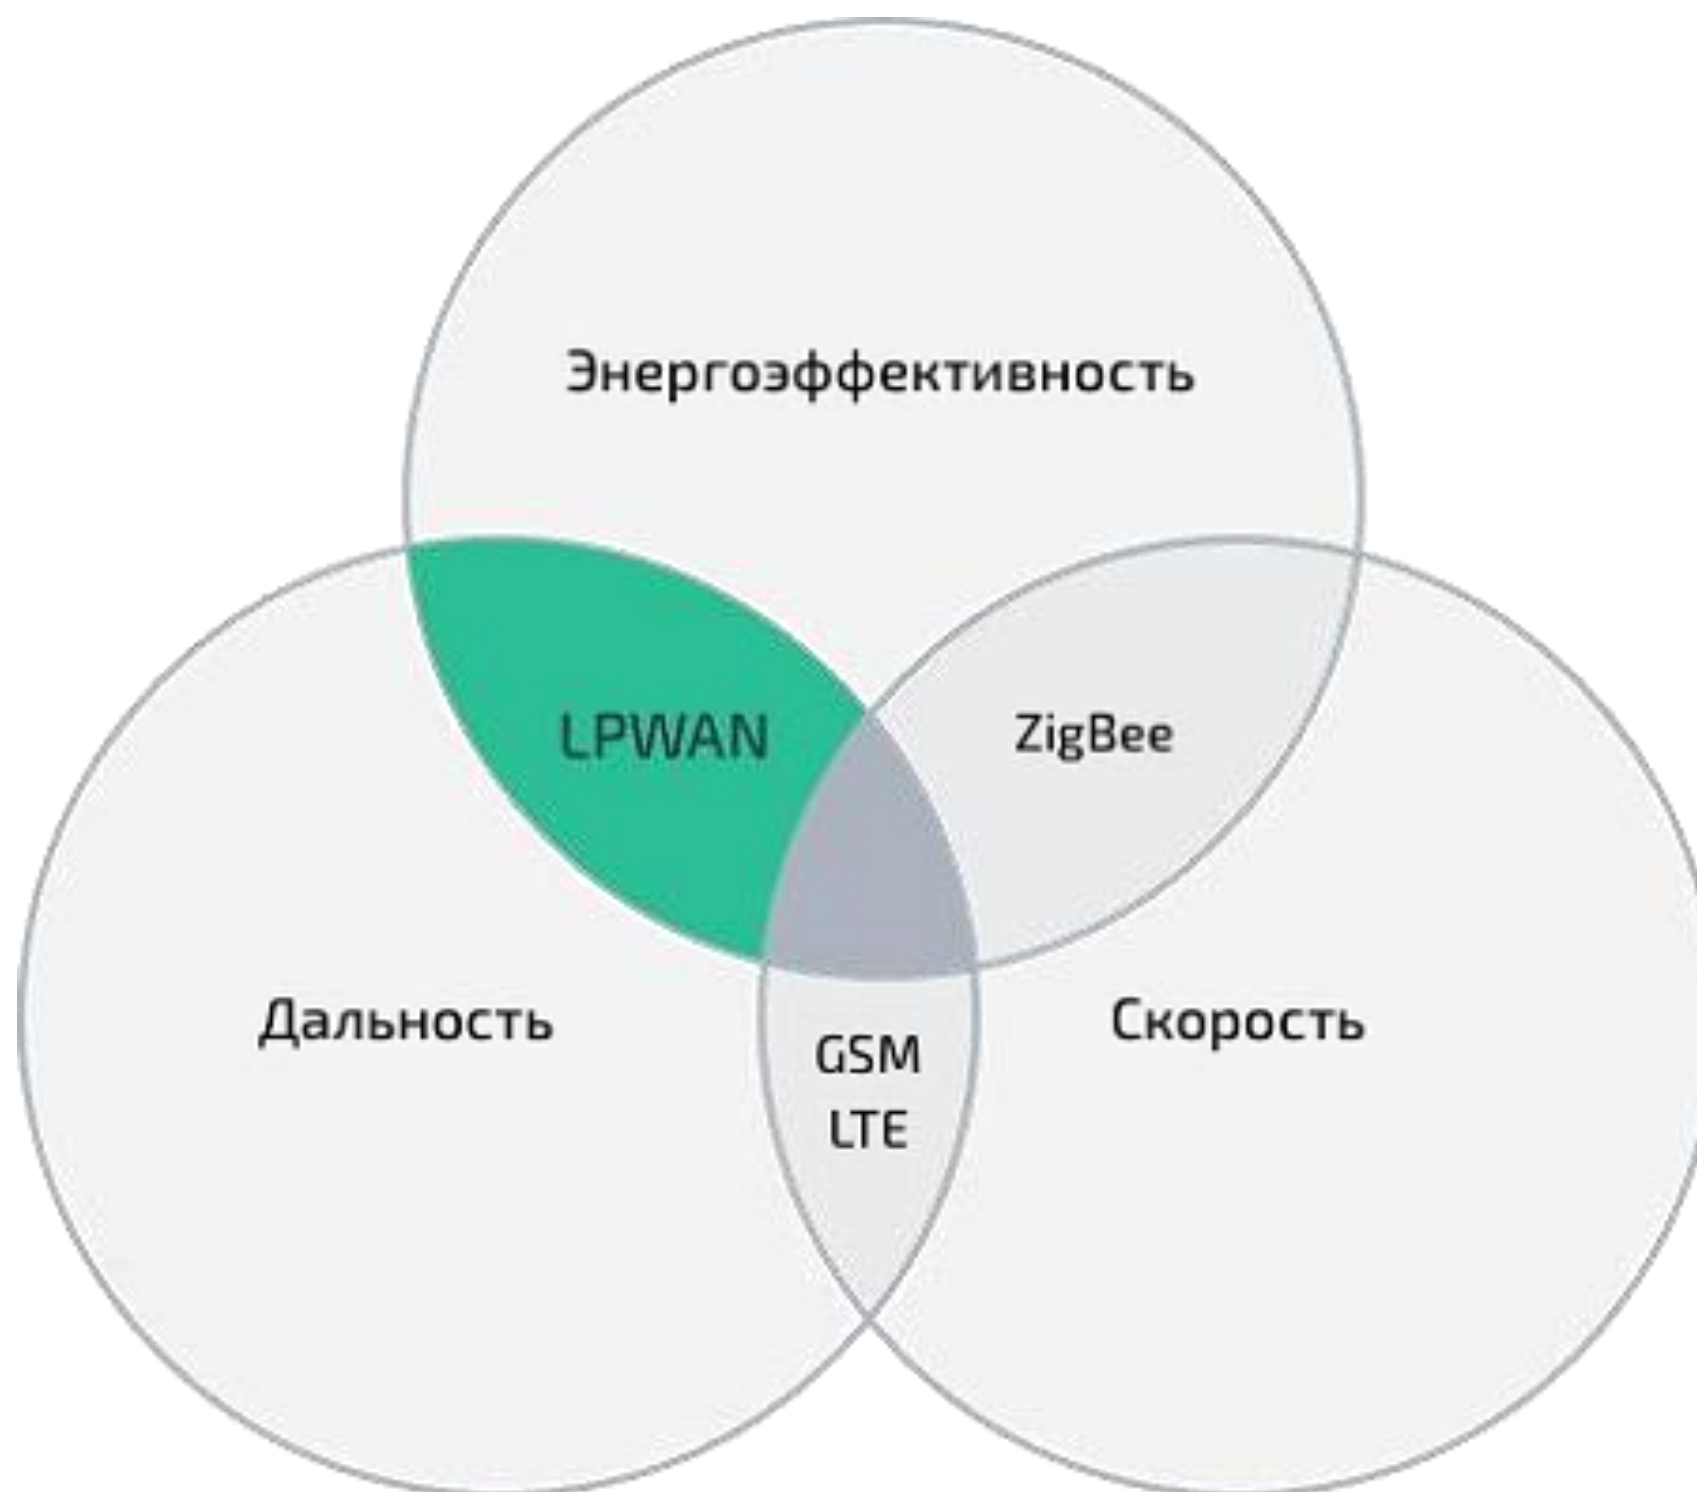 Энергоэффективность
LPWAN
ZigBee
Дальность
Скорость
GSM
LTE